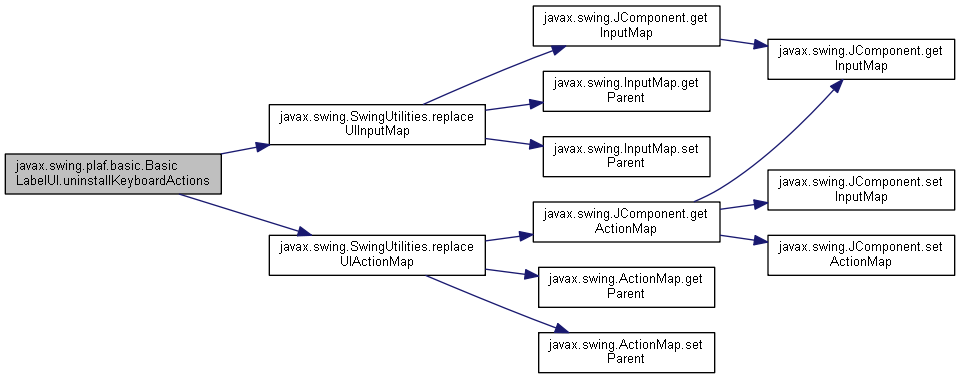 javax.swing.JComponent.get
InputMap
javax.swing.JComponent.get
InputMap
javax.swing.InputMap.get
Parent
javax.swing.SwingUtilities.replace
UIInputMap
javax.swing.InputMap.set
Parent
javax.swing.plaf.basic.Basic
LabelUI.uninstallKeyboardActions
javax.swing.JComponent.set
InputMap
javax.swing.JComponent.get
ActionMap
javax.swing.SwingUtilities.replace
UIActionMap
javax.swing.JComponent.set
ActionMap
javax.swing.ActionMap.get
Parent
javax.swing.ActionMap.set
Parent